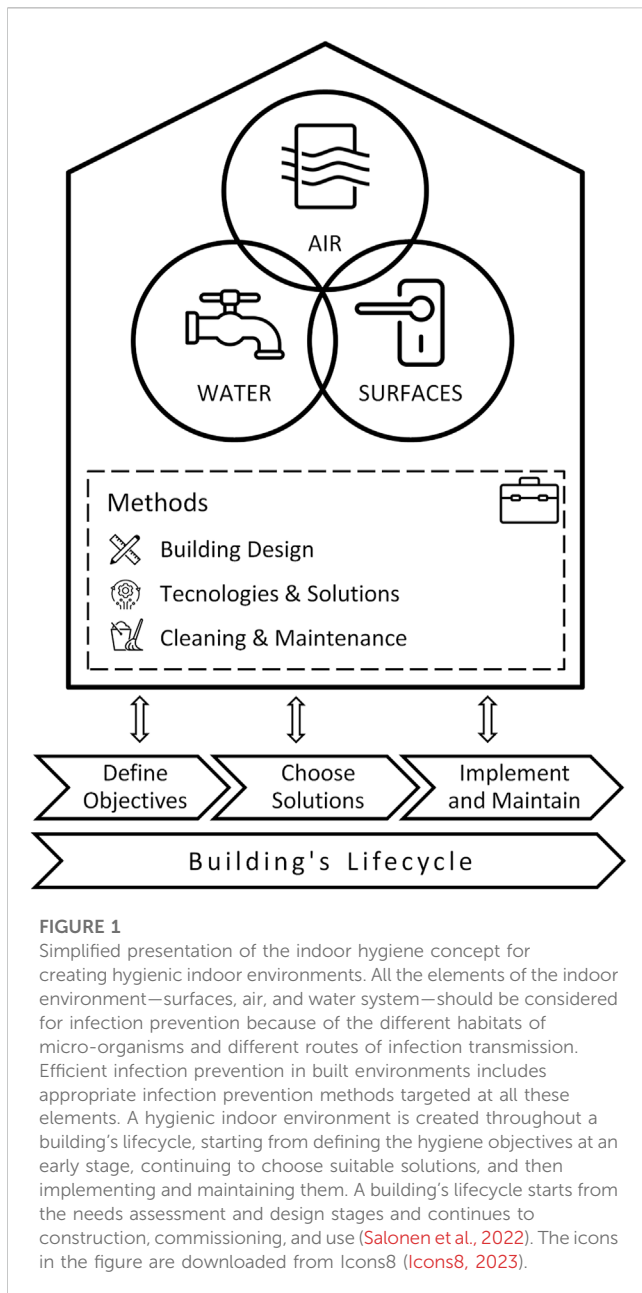 AIR
WATER
SURFACES
Methods
Building Design
Tecnologies & Solutions
Cleaning & Maintenance
Define
Objectives
Choose
Solutions
Implement
and Maintain
Building's Lifecycle
FIGURE 1
Simplified presentation of the indoor hygiene concept for
creating hygienic indoor environments. All the elements of the indoor
environment—surfaces, air, and water system—should be considered
for infection prevention because of the different habitats of
micro-organisms and different routes of infection transmission.
Efficient infection prevention in built environments includes
appropriate infection prevention methods targeted at all these
elements. A hygienic indoor environment is created throughout a
building's lifecycle, starting from defining the hygiene objectives at an
early stage, continuing to choose suitable solutions, and then
implementing and maintaining them. A building's lifecycle starts from
the needs assessment and design stages and continues to
construction, commissioning, and use (Salonen et al., 2022). The icons
in the figure are downloaded from Icons8 (Icons8, 2023).